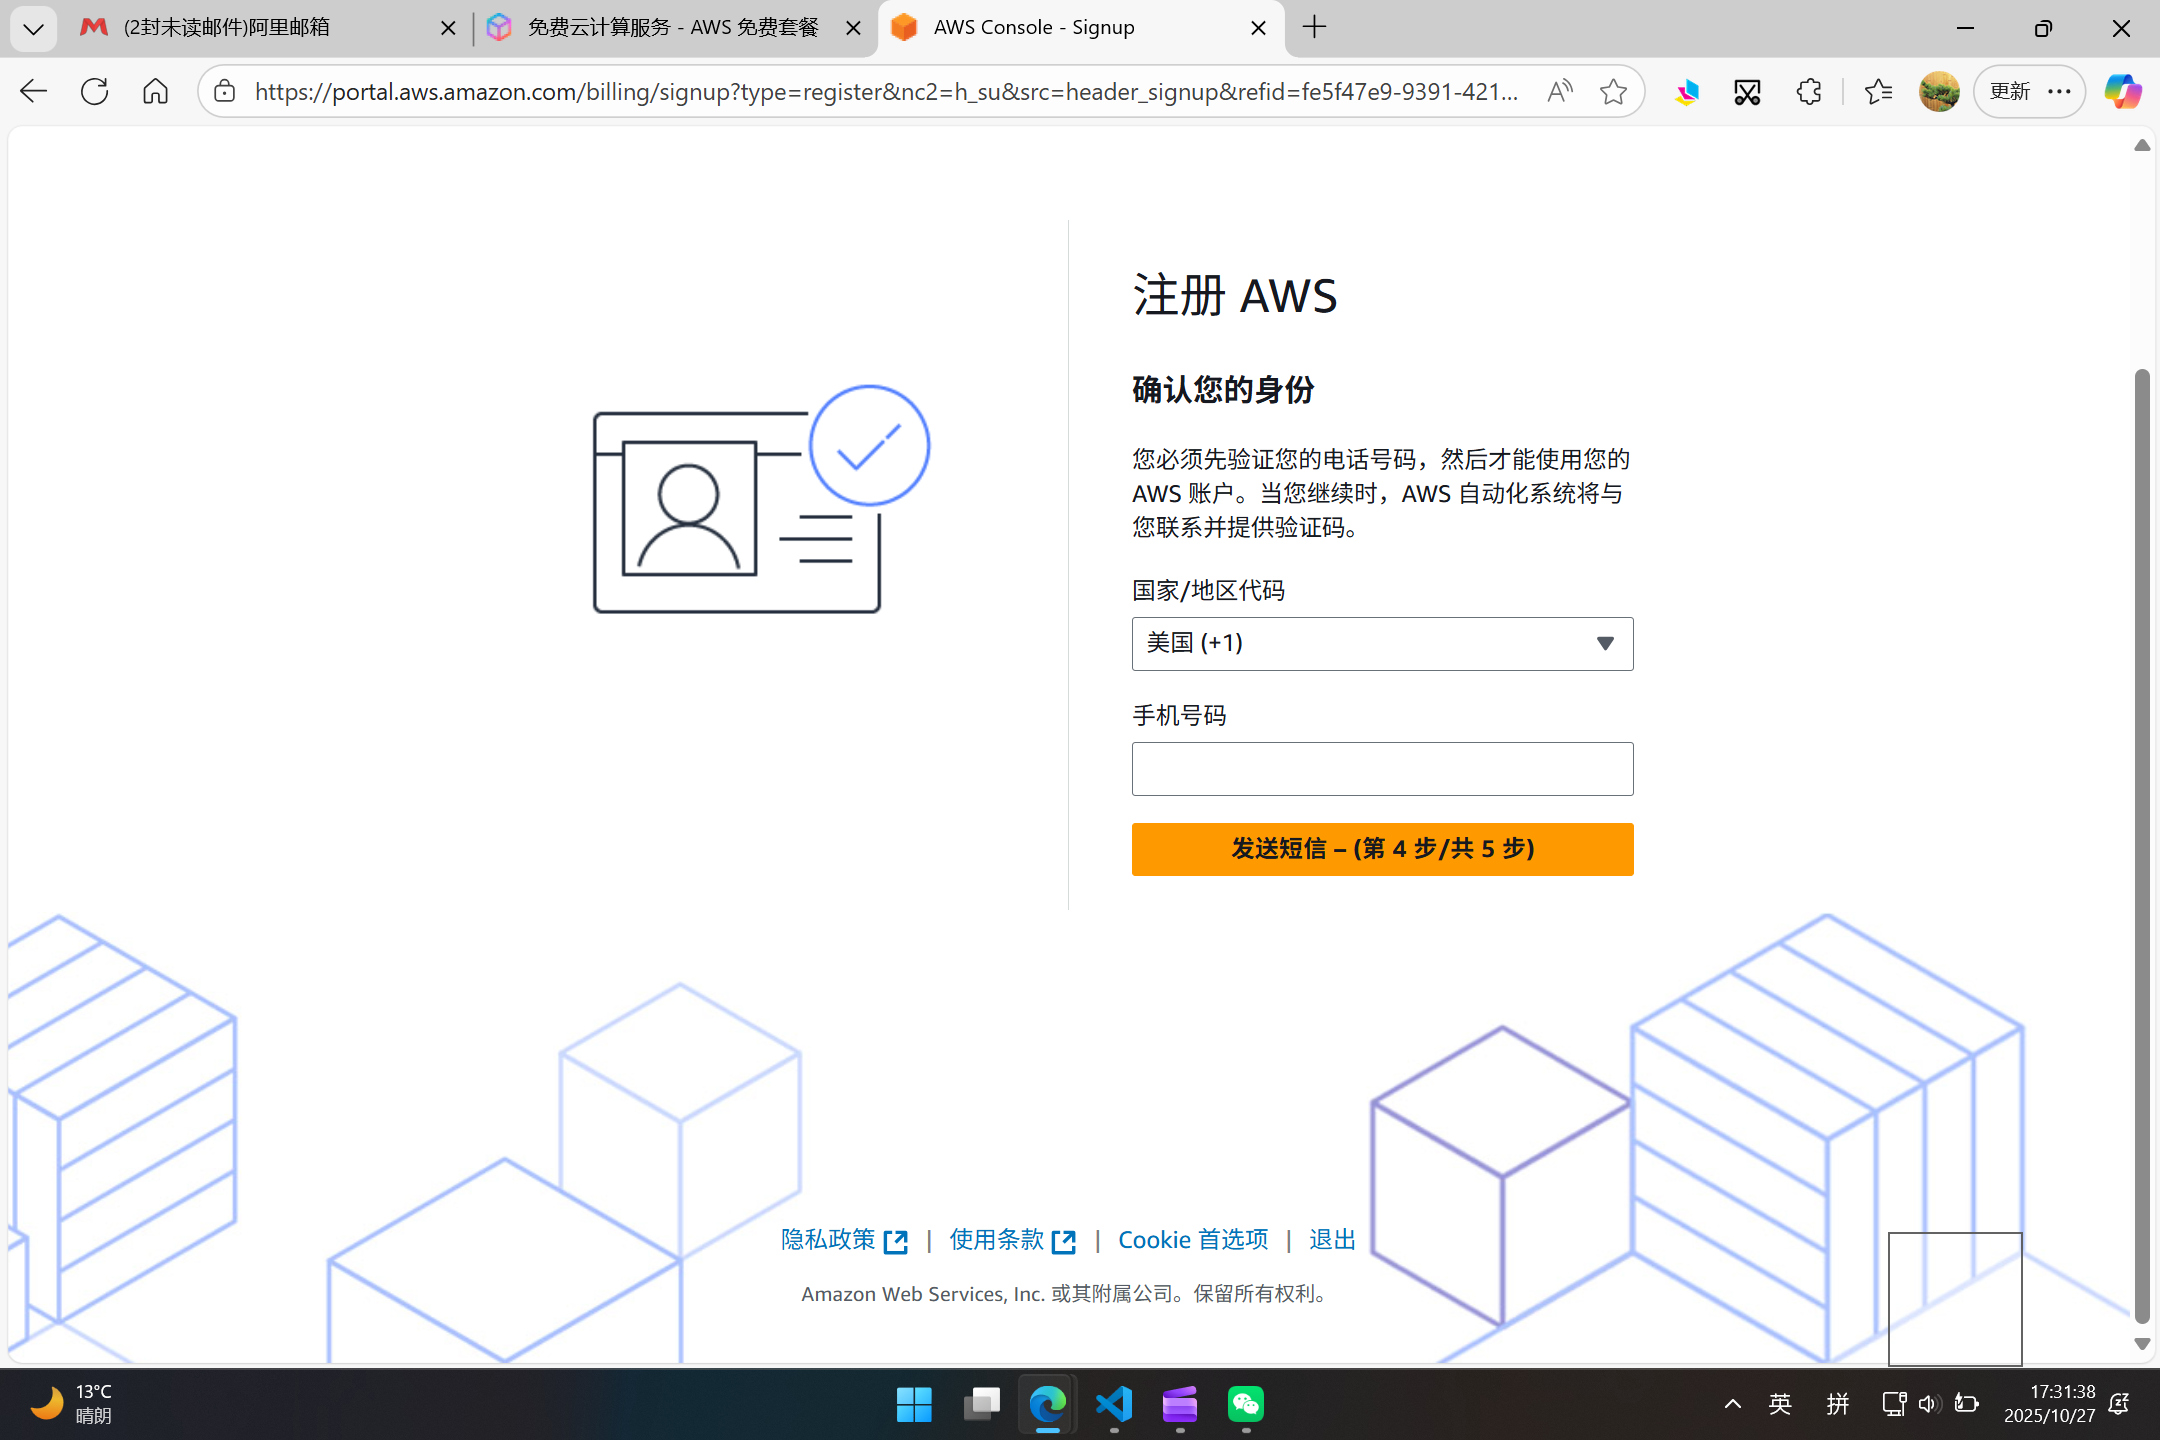 (2封未读邮件)阿里邮箱
免费云计算服务 - AWS 免费套餐
AWS Console - Signup
https://portal.aws.amazon.com/billing/signup?type=register&nc2=h_su&src=header_signup&refid=fe5f47e9-9391-421...
更新
注册 AWS
确认您的身份
您必须先验证您的电话号码，然后才能使用您的
AWS 账户。当您继续时，AWS 自动化系统将与
您联系并提供验证码。
国家/地区代码
美国 (+1)
手机号码
发送短信 – (第 4 步/共 5 步)
隐私政策 | 使用条款 | Cookie 首选项 | 退出
Amazon Web Services, Inc. 或其附属公司。保留所有权利。
13°C
晴朗
英
拼
17:31:38
2025/10/27